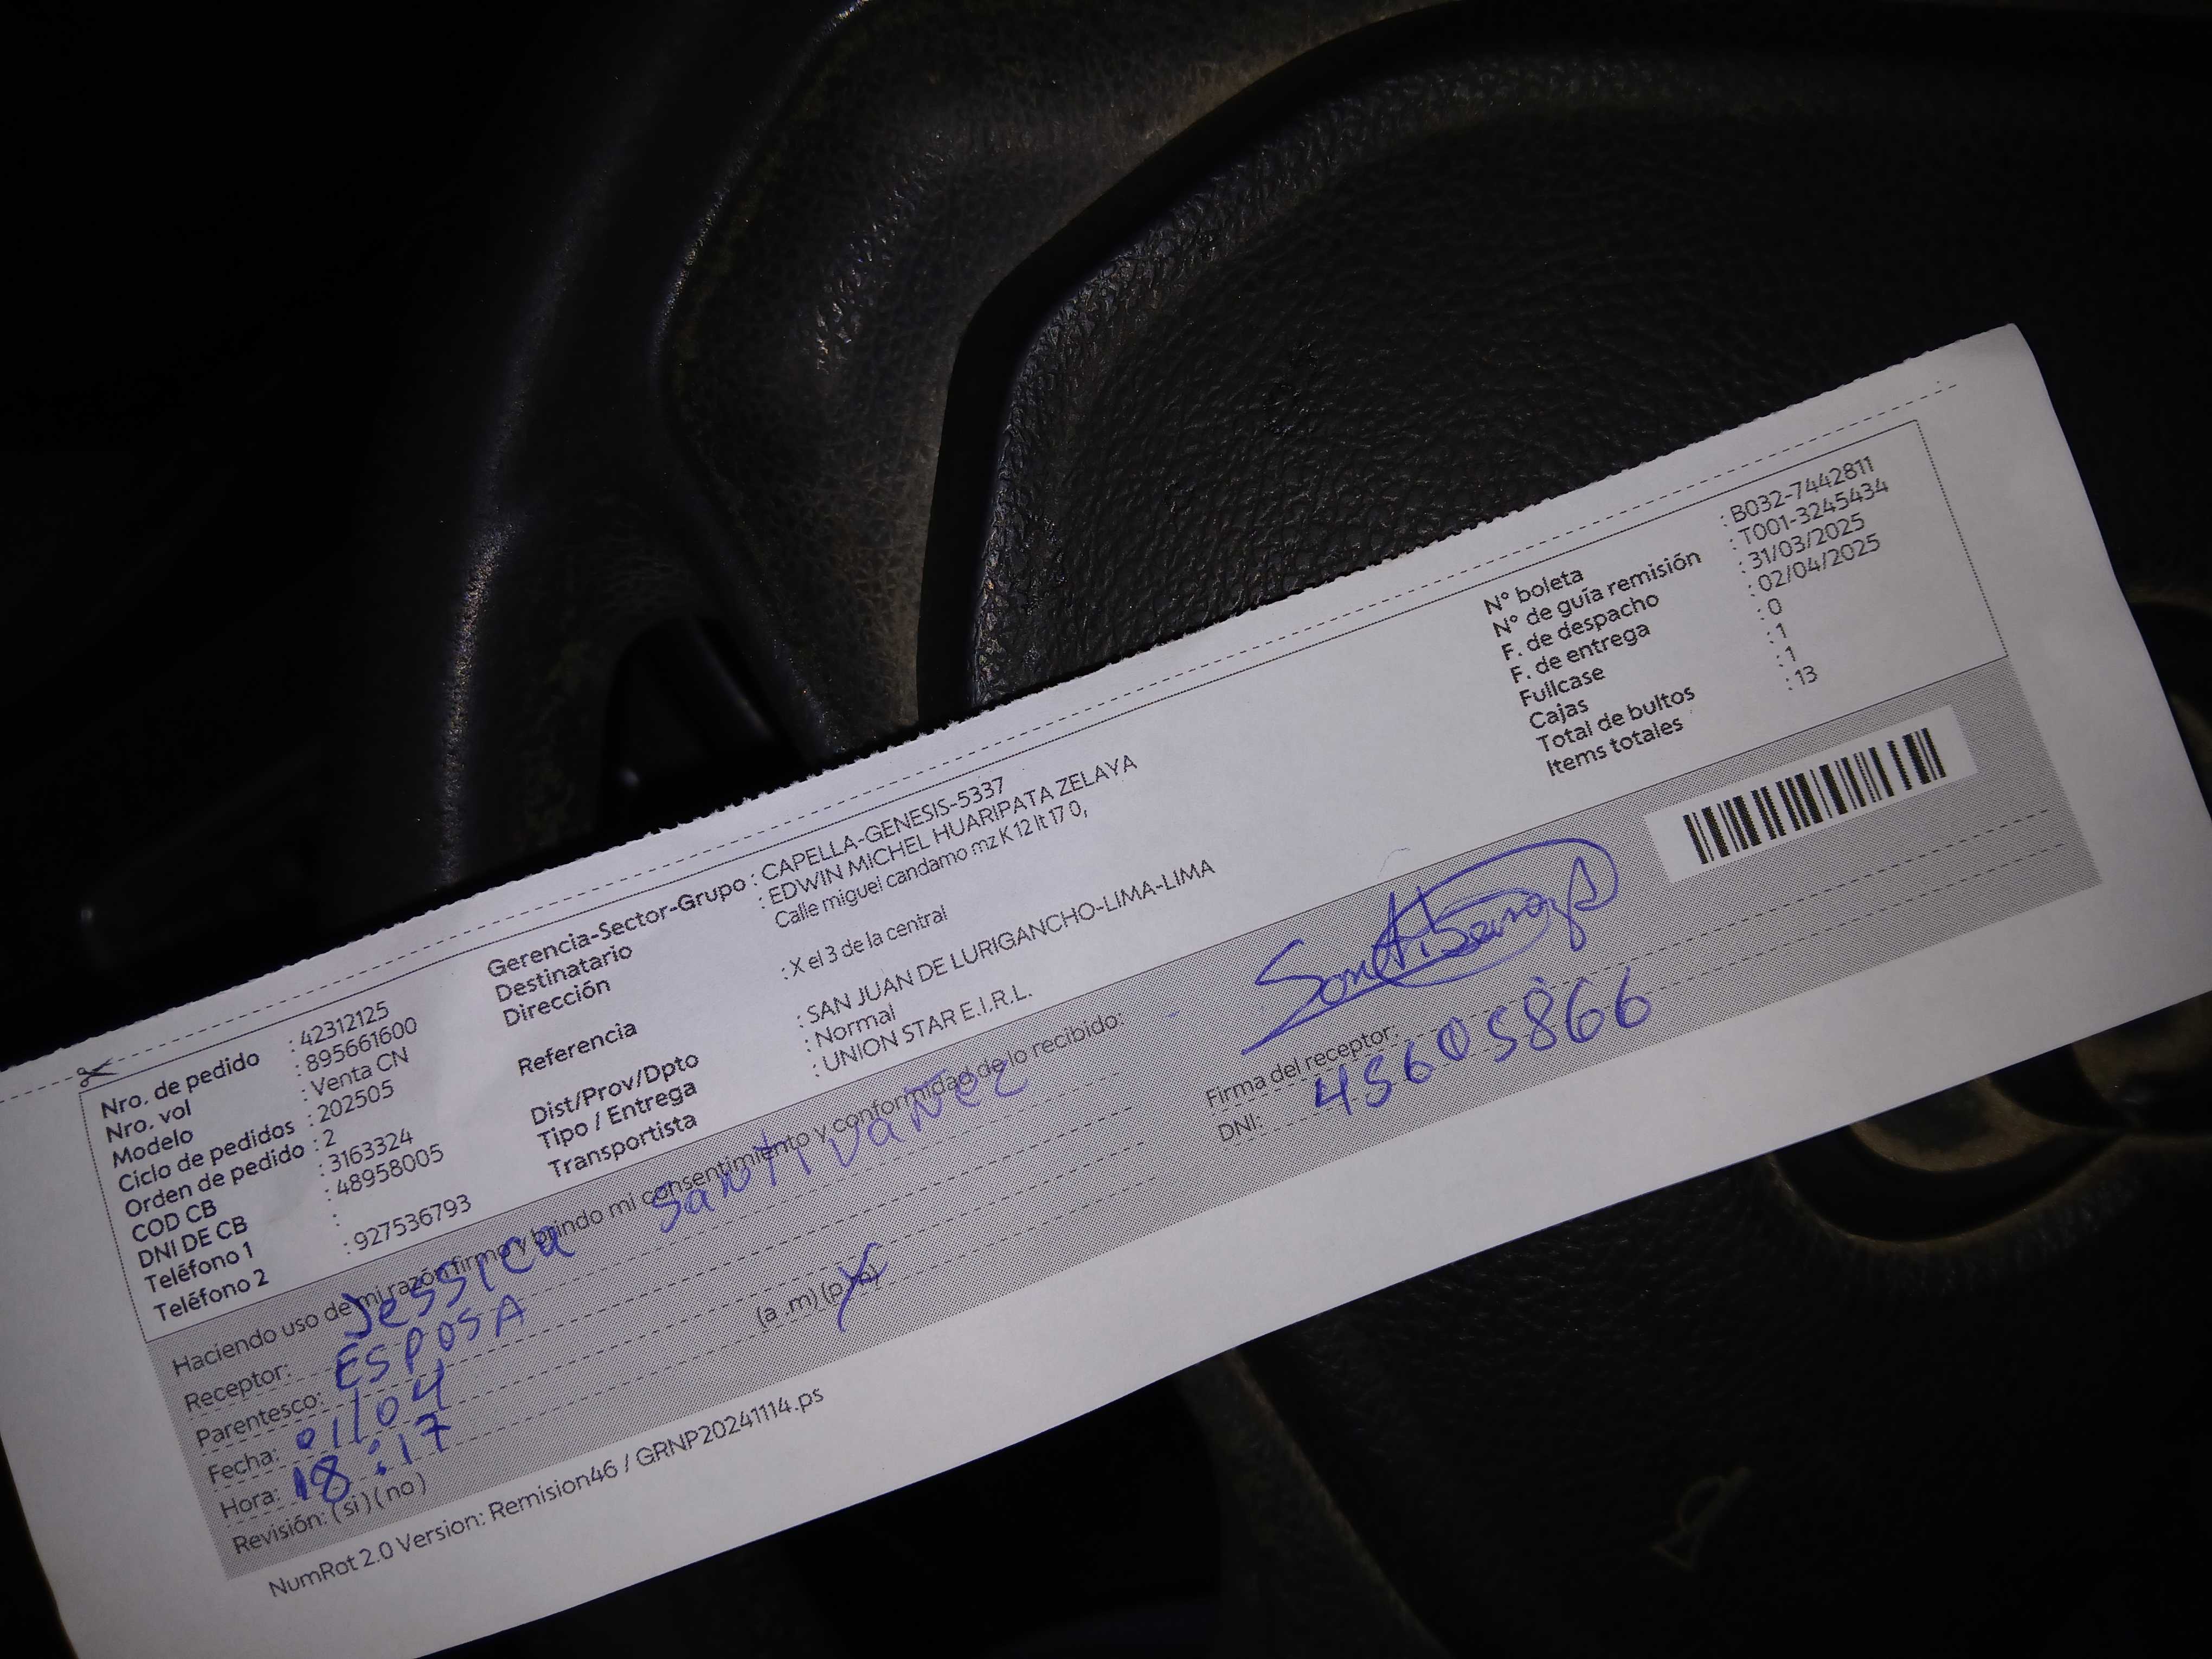 Nro. de pedido : 42312125
Nro. vol : 895661600
Modelo : Venta CN
Ciclo de pedidos : 202505
Orden de pedido : 2
COD CB : 3163324
DNI DE CB : 48958005
Teléfono 1 :
Teléfono 2 : 927536793
Gerencia-Sector-Grupo : CAPELLA-GENESIS-5337
Destinatario : EDWIN MICHEL HUARIPATA ZELAYA
Dirección Calle miguel candamo mz K 12 lt 17 0,
Referencia : X el 3 de la central
Dist/Prov/Dpto : SAN JUAN DE LURIGANCHO-LIMA-LIMA
Tipo / Entrega : Normal
Transportista : UNION STAR E.I.R.L.
N° boleta : B032-7442811
N° de guía remisión : T001-3245434
F. de despacho : 31/03/2025
F. de entrega : 02/04/2025
Fullcase : 0
Cajas : 1
Total de bultos : 1
Items totales : 13
Haciendo uso de mi razón firmo y brindo mi consentimiento y conformidad de lo recibido:
Receptor: Jessica Santivañez
Parentesco: ESPOSA
Fecha: 01/04
Hora: 18:17 (a .m) (p X)
Revisión: ( si ) ( no )
Firma del receptor:
DNI: 45605866
NumRot 2.0 Version: Remision46 / GRNP20241114.ps